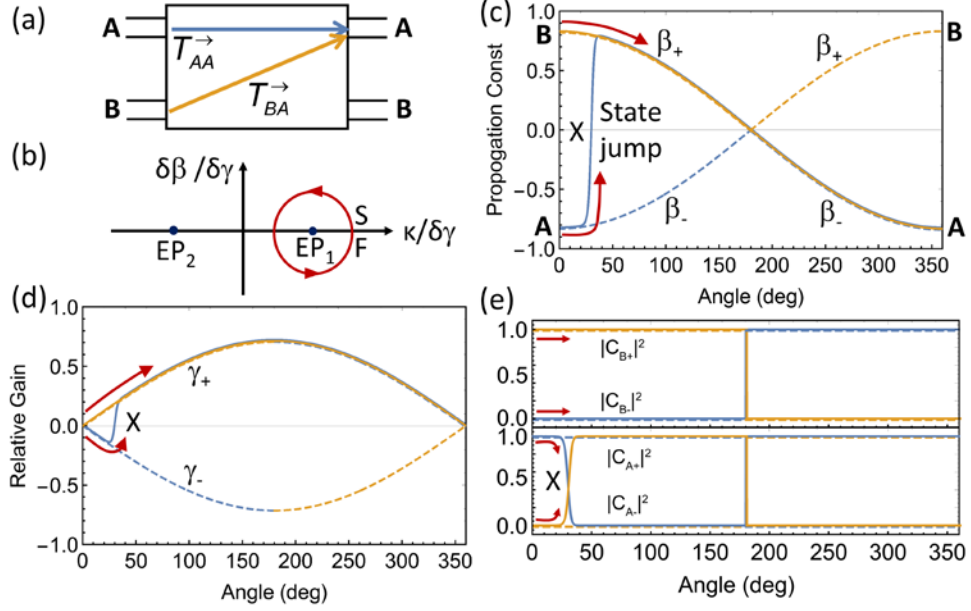 (a)
A
A
T→AA
T→BA
B
B
(b)
δβ/δγ
S
κ/δγ
EP2
EP1
F
(c)
Propogation Const
1.0
0.5
0.0
−0.5
−1.0
B
B
β+
β+
X
State
jump
β-
β-
A
A
0
100
200
300
Angle (deg)
(d)
Relative Gain
1.0
0.5
0.0
−0.5
−1.0
γ+
X
γ-
0
50
100
150
200
250
300
350
Angle (deg)
(e)
1.0
0.5
0.0
|CB+|2
|CB-|2
1.0
0.5
0.0
X
|CA+|2
|CA-|2
0
50
100
150
200
250
300
350
Angle (deg)